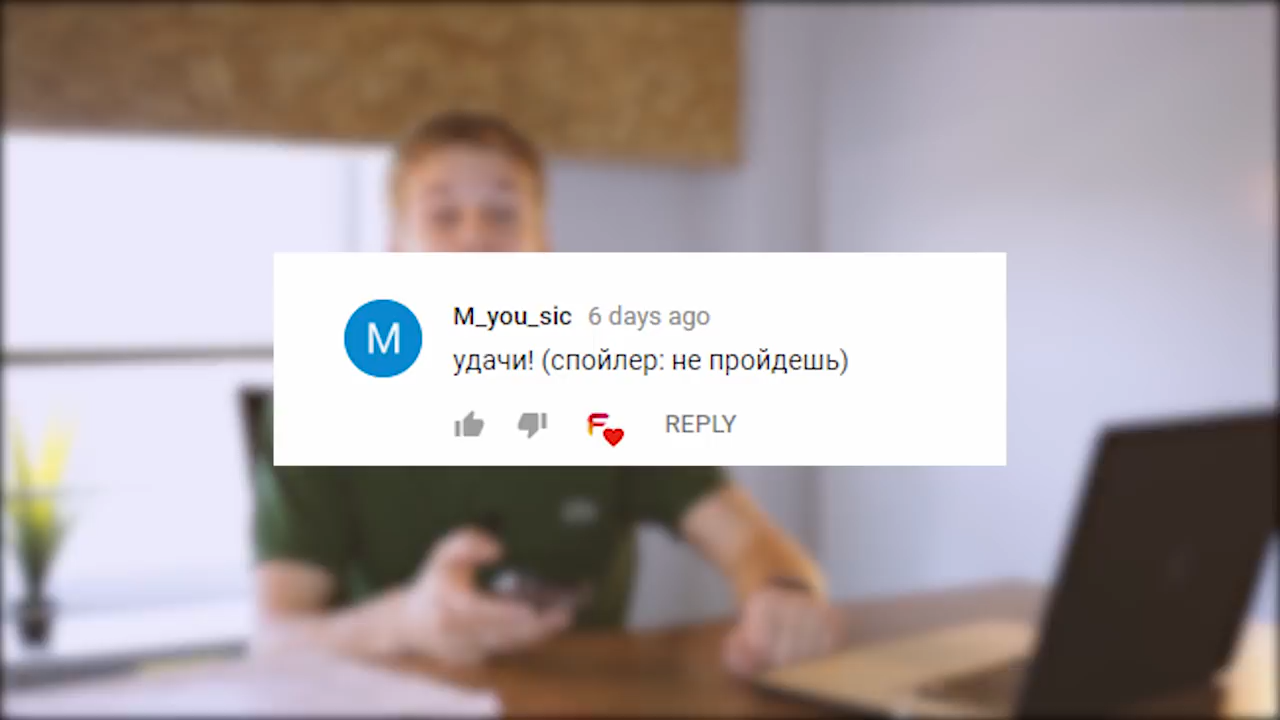 M
M_you_sic 6 days ago
удачи! (спойлер: не пройдешь)
F
REPLY